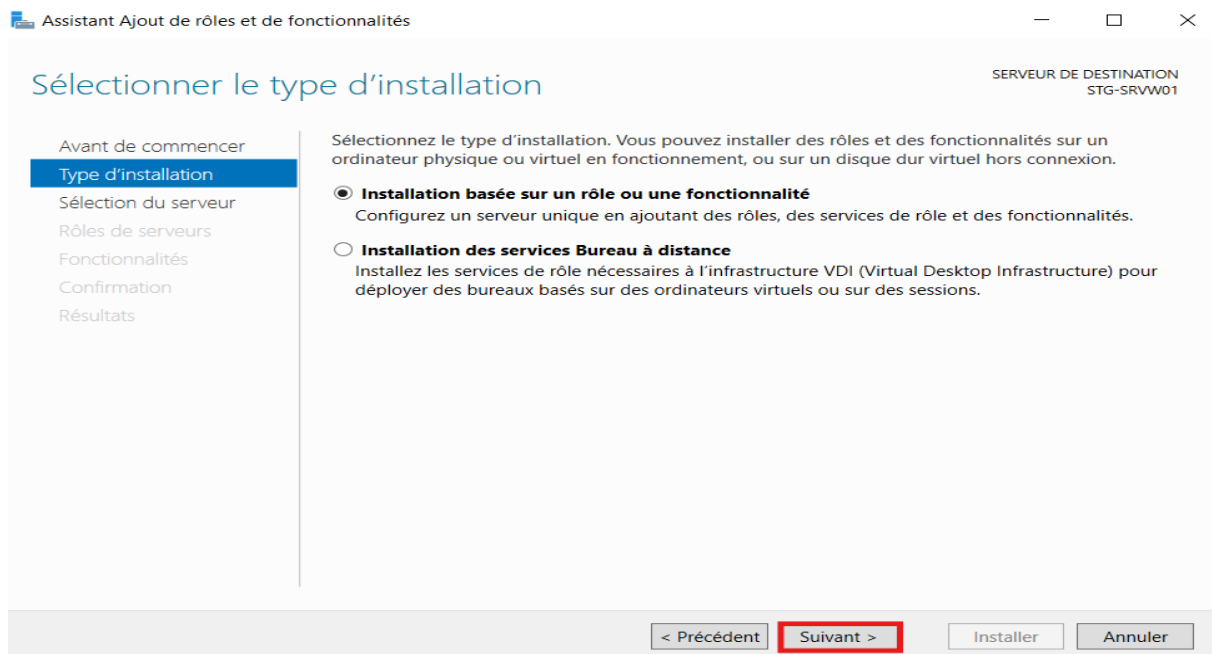 Assistant Ajout de rôles et de fonctionnalités
Sélectionner le type d’installation
SERVEUR DE DESTINATION
STG-SRVW01
Avant de commencer
Type d’installation
Sélection du serveur
Rôles de serveurs
Fonctionnalités
Confirmation
Résultats
Sélectionnez le type d’installation. Vous pouvez installer des rôles et des fonctionnalités sur un
ordinateur physique ou virtuel en fonctionnement, ou sur un disque dur virtuel hors connexion.
Installation basée sur un rôle ou une fonctionnalité
Configurez un serveur unique en ajoutant des rôles, des services de rôle et des fonctionnalités.
Installation des services Bureau à distance
Installez les services de rôle nécessaires à l’infrastructure VDI (Virtual Desktop Infrastructure) pour
déployer des bureaux basés sur des ordinateurs virtuels ou sur des sessions.
< Précédent
Suivant >
Installer
Annuler